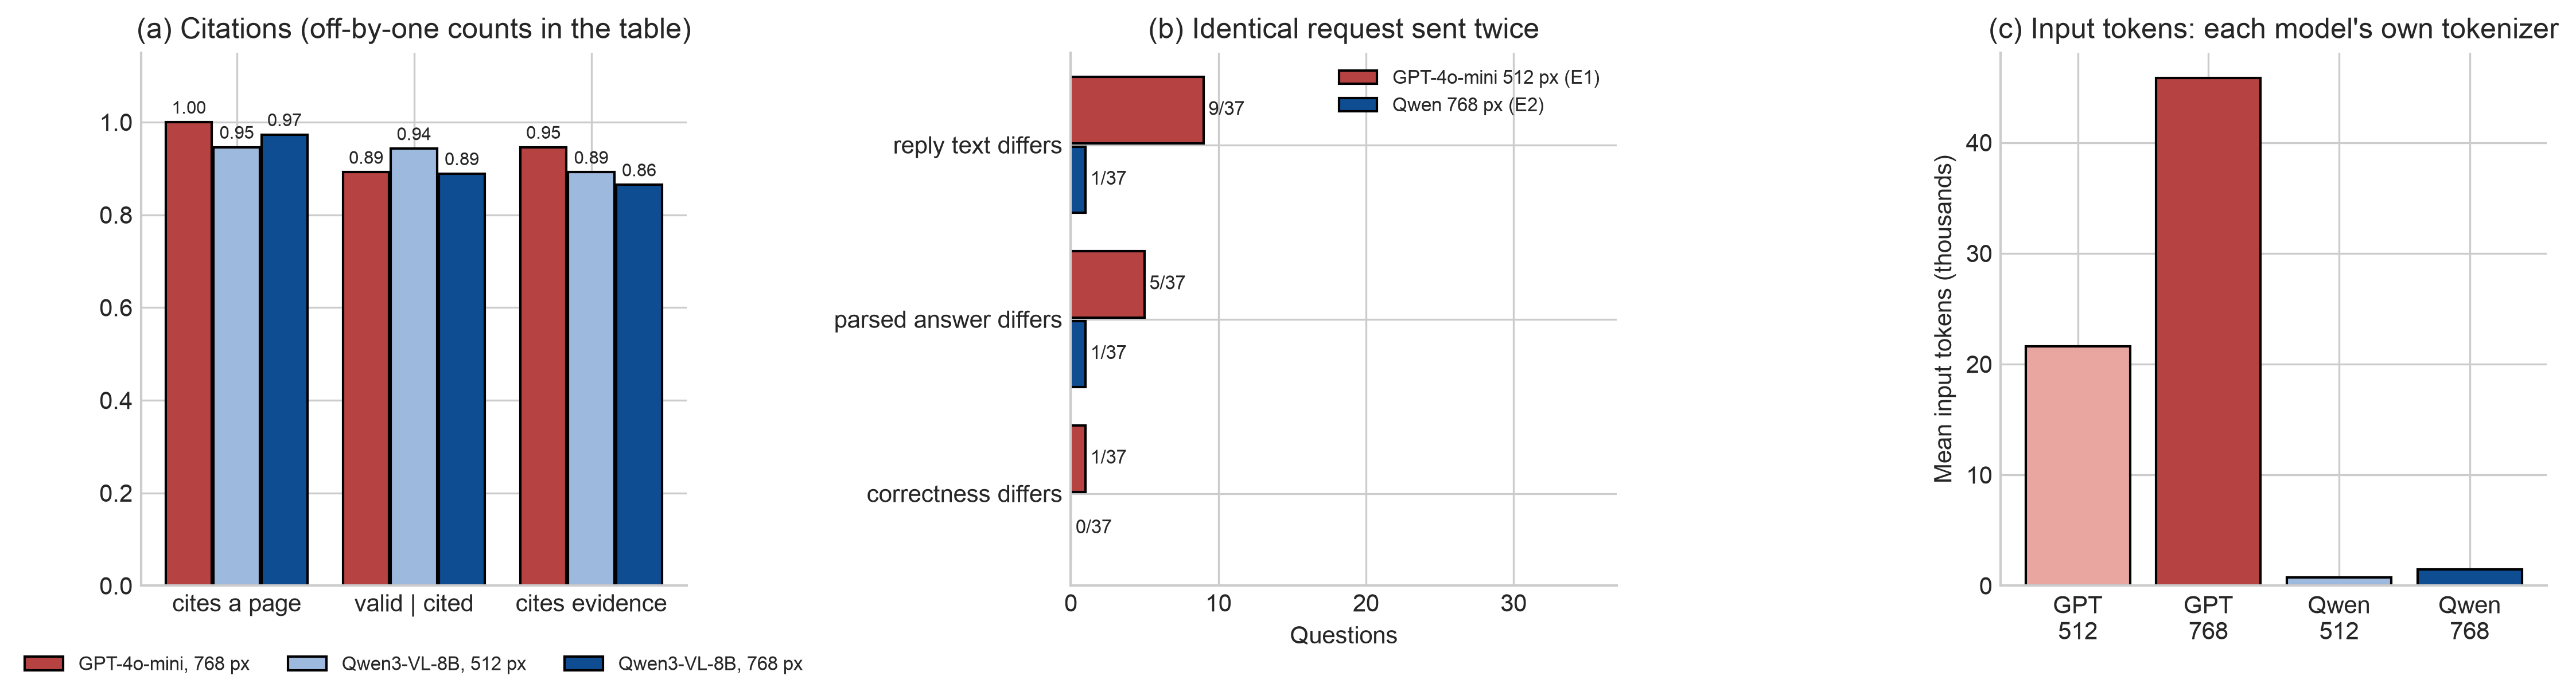 (a) Citations (off-by-one counts in the table)
1.0
0.8
0.6
0.4
0.2
0.0
1.00
0.95
0.97
0.89
0.94
0.89
0.95
0.89
0.86
cites a page
valid | cited
cites evidence
GPT-4o-mini, 768 px
Qwen3-VL-8B, 512 px
Qwen3-VL-8B, 768 px
(b) Identical request sent twice
GPT-4o-mini 512 px (E1)
Qwen 768 px (E2)
reply text differs
9/37
1/37
parsed answer differs
5/37
1/37
correctness differs
1/37
0/37
0
10
20
30
Questions
(c) Input tokens: each model's own tokenizer
Mean input tokens (thousands)
40
30
20
10
0
GPT
512
GPT
768
Qwen
512
Qwen
768